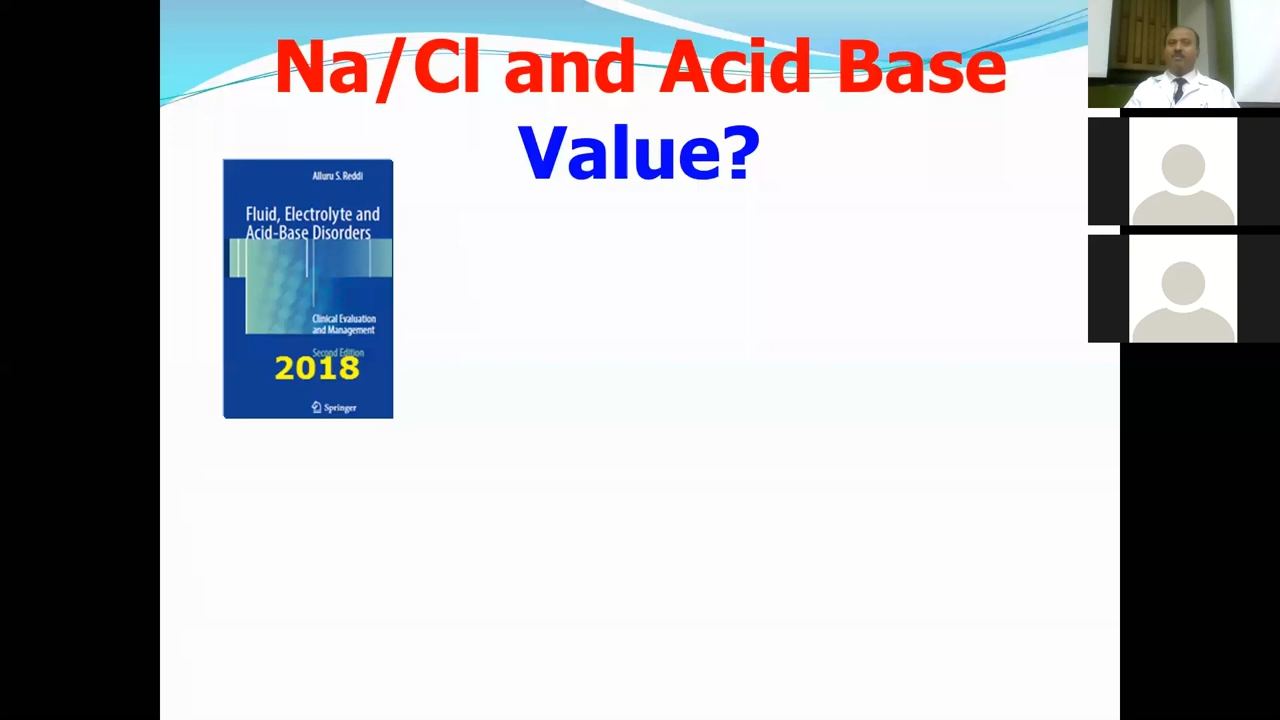 Na/Cl and Acid Base
Value?
Alluru S. Reddi
Fluid, Electrolyte and
Acid-Base Disorders
Clinical Evaluation
and Management
Second Edition
2018
Springer